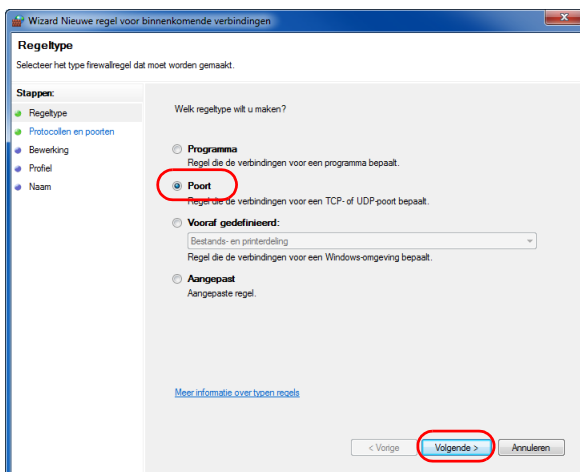 Wizard Nieuwe regel voor binnenkomende verbindingen
Regeltype
Selecteer het type firewallregel dat moet worden gemaakt.
Stappen:
Regeltype
Protocollen en poorten
Bewerking
Profiel
Naam
Welk regeltype wilt u maken?
Programma
Regel die de verbindingen voor een programma bepaalt.
Poort
Regel die de verbindingen voor een TCP- of UDP-poort bepaalt.
Vooraf gedefinieerd:
Bestands- en printerdeling
Regel die de verbindingen voor een Windows-omgeving bepaalt.
Aangepast
Aangepaste regel.
Meer informatie over typen regels
< Vorige
Volgende >
Annuleren